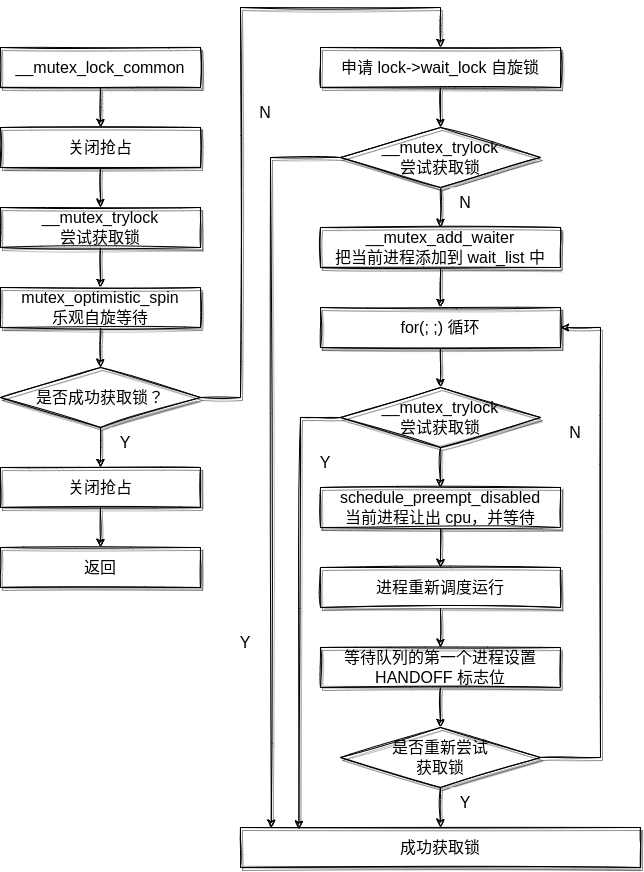 __mutex_lock_common
关闭抢占
__mutex_trylock
尝试获取锁
mutex_optimistic_spin
乐观自旋等待
是否成功获取锁？
Y
关闭抢占
返回
N
申请 lock->wait_lock 自旋锁
__mutex_trylock
尝试获取锁
N
__mutex_add_waiter
把当前进程添加到 wait_list 中
for(; ;) 循环
__mutex_trylock
尝试获取锁
N
Y
schedule_preempt_disabled
当前进程让出 cpu，并等待
进程重新调度运行
Y
等待队列的第一个进程设置
HANDOFF 标志位
是否重新尝试
获取锁
Y
成功获取锁